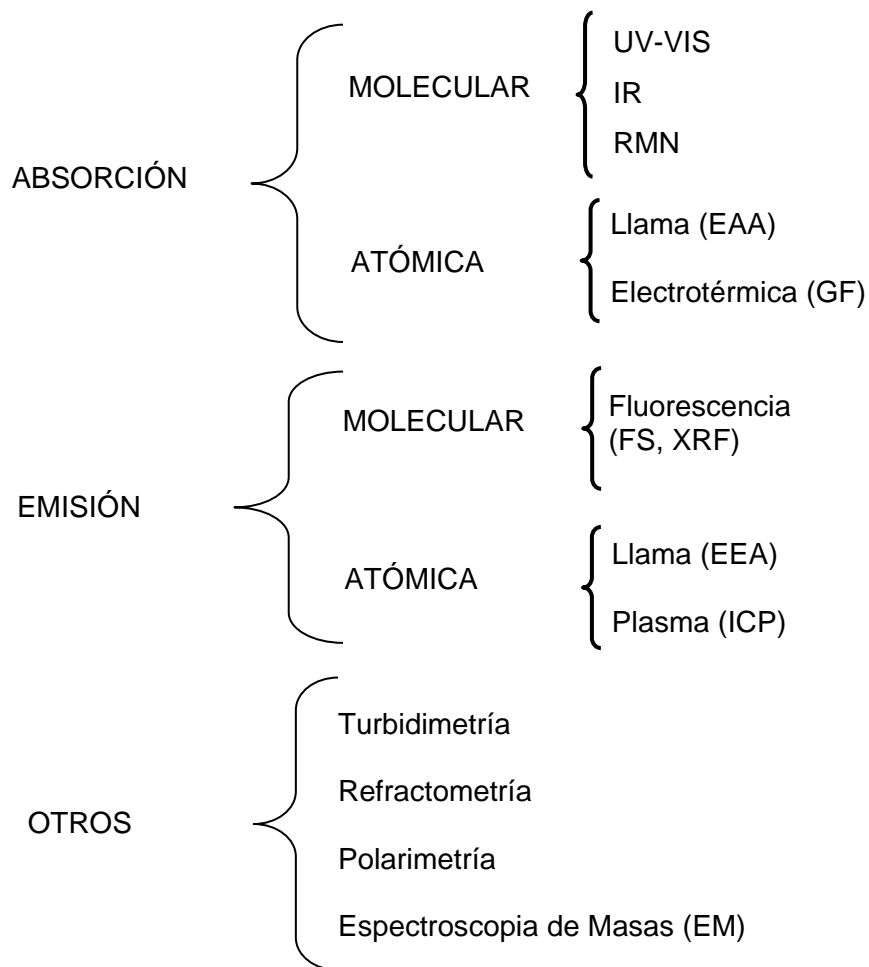 ABSORCIÓN
MOLECULAR
UV-VIS
IR
RMN
ATÓMICA
Llama (EAA)
Electrotérmica (GF)
EMISIÓN
MOLECULAR
Fluorescencia
(FS, XRF)
ATÓMICA
Llama (EEA)
Plasma (ICP)
OTROS
Turbidimetría
Refractometría
Polarimetría
Espectroscopia de Masas (EM)